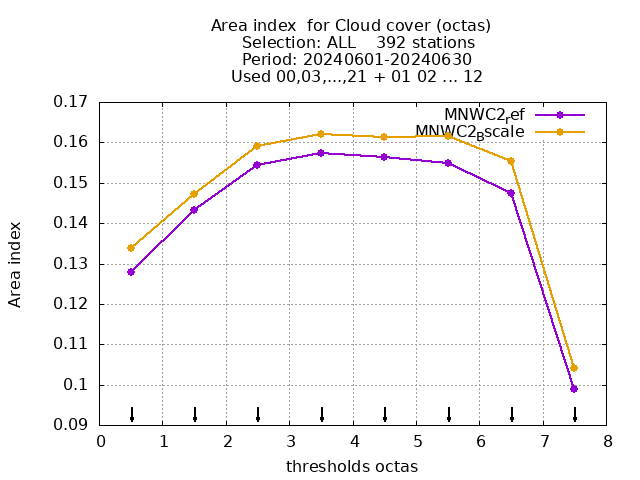 Area index  for Cloud cover (octas)
Selection: ALL    392 stations
Period: 20240601-20240630
Used 00,03,...,21 + 01 02 ... 12
0.17
MNWC2ref
MNWC2Bscale
0.16
0.15
0.14
0.13
0.12
0.11
0.1
0.09
Area index
0 1 2 3 4 5 6 7 8
thresholds octas